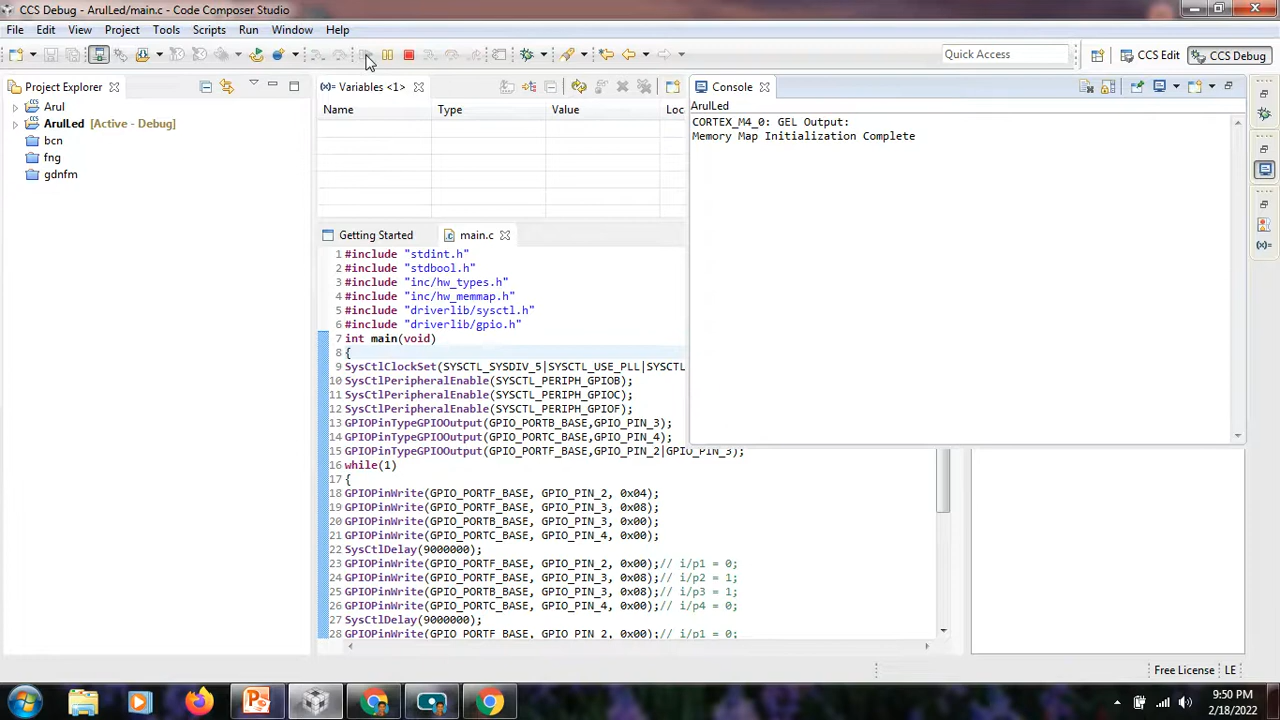 CCS Debug - ArulLed/main.c - Code Composer Studio
File Edit View Project Tools Scripts Run Window Help
Quick Access
CCS Edit
CCS Debug
Project Explorer
Arul
ArulLed [Active - Debug]
bcn
fng
gdnfm
(x)= Variables <1>
Name Type Value Loc
Console
ArulLed
CORTEX_M4_0: GEL Output:
Memory Map Initialization Complete
Getting Started
main.c
1 #include "stdint.h"
2 #include "stdbool.h"
3 #include "inc/hw_types.h"
4 #include "inc/hw_memmap.h"
5 #include "driverlib/sysctl.h"
6 #include "driverlib/gpio.h"
7 int main(void)
8 {
9 SysCtlClockSet(SYSCTL_SYSDIV_5|SYSCTL_USE_PLL|SYSCTL
10 SysCtlPeripheralEnable(SYSCTL_PERIPH_GPIOB);
11 SysCtlPeripheralEnable(SYSCTL_PERIPH_GPIOC);
12 SysCtlPeripheralEnable(SYSCTL_PERIPH_GPIOF);
13 GPIOPinTypeGPIOOutput(GPIO_PORTB_BASE,GPIO_PIN_3);
14 GPIOPinTypeGPIOOutput(GPIO_PORTC_BASE,GPIO_PIN_4);
15 GPIOPinTypeGPIOOutput(GPIO_PORTF_BASE,GPIO_PIN_2|GPIO_PIN_3);
16 while(1)
17 {
18 GPIOPinWrite(GPIO_PORTF_BASE, GPIO_PIN_2, 0x04);
19 GPIOPinWrite(GPIO_PORTF_BASE, GPIO_PIN_3, 0x08);
20 GPIOPinWrite(GPIO_PORTB_BASE, GPIO_PIN_3, 0x00);
21 GPIOPinWrite(GPIO_PORTC_BASE, GPIO_PIN_4, 0x00);
22 SysCtlDelay(9000000);
23 GPIOPinWrite(GPIO_PORTF_BASE, GPIO_PIN_2, 0x00);// i/p1 = 0;
24 GPIOPinWrite(GPIO_PORTF_BASE, GPIO_PIN_3, 0x08);// i/p2 = 1;
25 GPIOPinWrite(GPIO_PORTB_BASE, GPIO_PIN_3, 0x08);// i/p3 = 1;
26 GPIOPinWrite(GPIO_PORTC_BASE, GPIO_PIN_4, 0x00);// i/p4 = 0;
27 SysCtlDelay(9000000);
28 GPIOPinWrite(GPIO_PORTF_BASE, GPIO_PIN_2, 0x00);// i/p1 = 0;
Free License LE
9:50 PM
2/18/2022